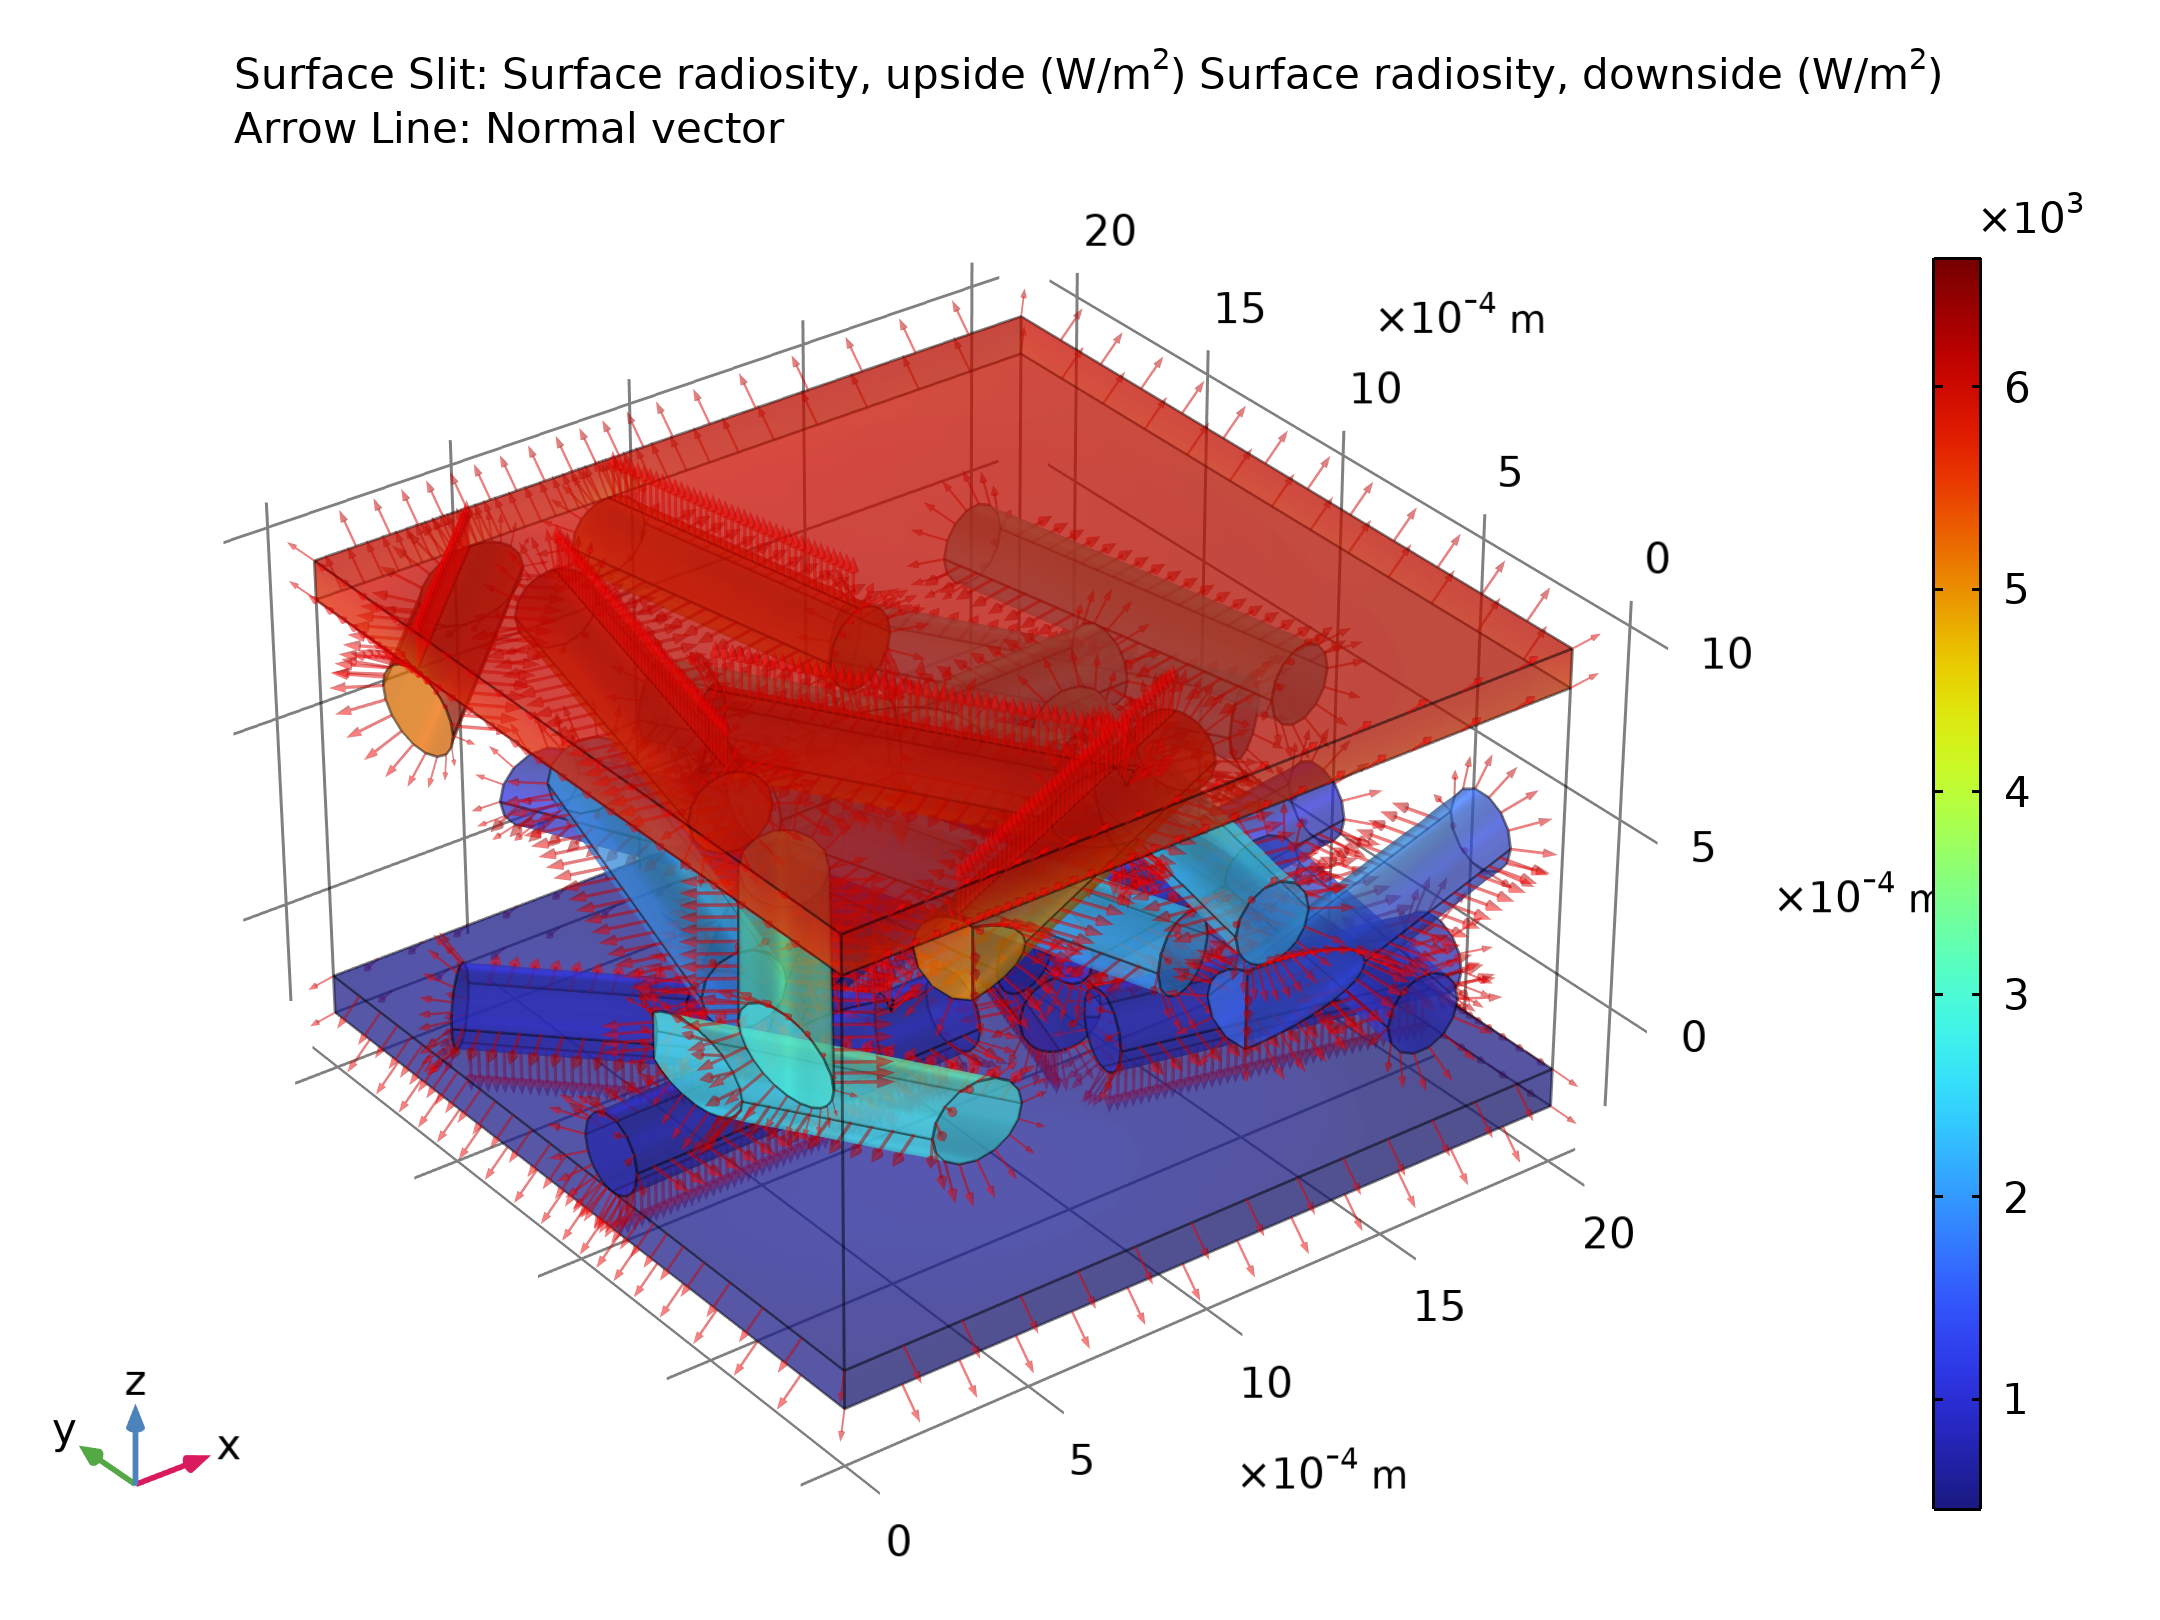 Surface Slit: Surface radiosity, upside (W/m²) Surface radiosity, downside (W/m²)
Arrow Line: Normal vector
×10³
20
15
×10⁻⁴ m
10
5
0
10
5
×10⁻⁴ m
0
20
15
10
5
×10⁻⁴ m
0
6
5
4
3
2
1
z
y
x